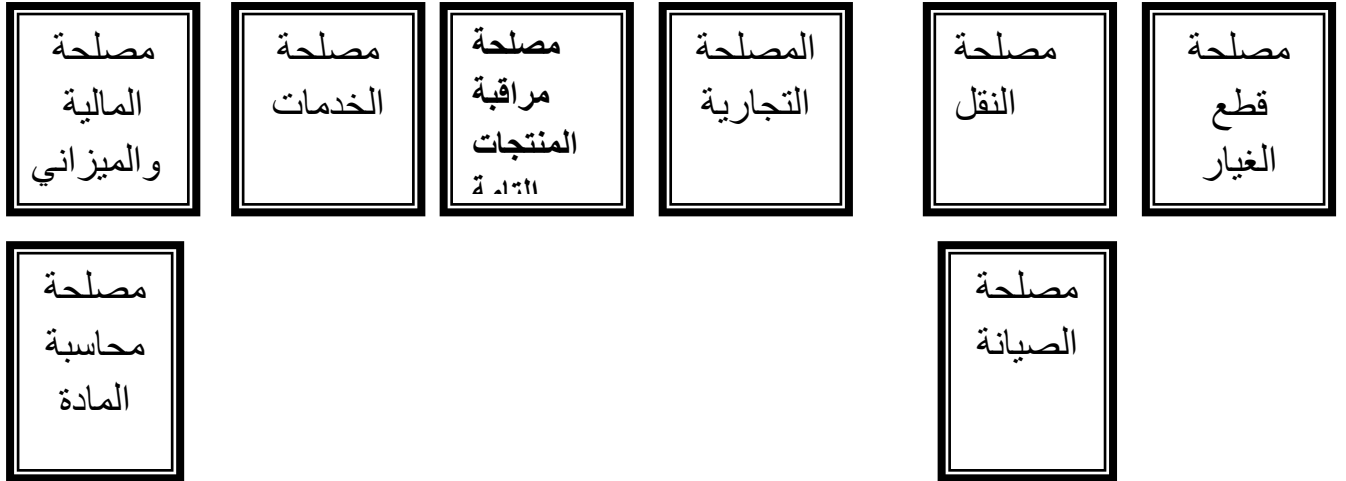 مصلحة
قطع
الغيار
مصلحة
النقل
المصلحة
التجارية
مصلحة
مراقبة
المنتجات
التامة
مصلحة
الخدمات
مصلحة
المالية
والميزاني
مصلحة
الصيانة
مصلحة
محاسبة
المادة